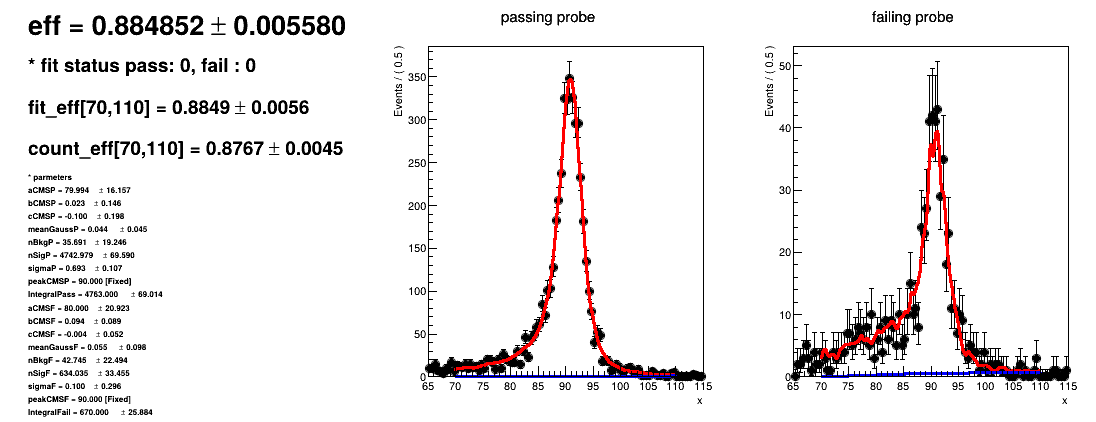 eff = 0.884852 ± 0.005580
* fit status pass: 0, fail : 0
fit_eff[70,110] = 0.8849 ± 0.0056
count_eff[70,110] = 0.8767 ± 0.0045
* parmeters
aCMSP = 79.994 ± 16.157
bCMSP = 0.023 ± 0.146
cCMSP = -0.100 ± 0.198
meanGaussP = 0.044 ± 0.045
nBkgP = 35.691 ± 19.246
nSigP = 4742.979 ± 69.590
sigmaP = 0.693 ± 0.107
peakCMSP = 90.000 [Fixed]
IntegralPass = 4763.000 ± 69.014
aCMSF = 80.000 ± 20.923
bCMSF = 0.094 ± 0.089
cCMSF = -0.004 ± 0.052
meanGaussF = 0.055 ± 0.098
nBkgF = 42.745 ± 22.494
nSigF = 634.035 ± 33.455
sigmaF = 0.100 ± 0.296
peakCMSF = 90.000 [Fixed]
IntegralFail = 670.000 ± 25.884
passing probe
Events / ( 0.5 )
350
300
250
200
150
100
50
0
65 70 75 80 85 90 95 100 105 110 115
x
failing probe
Events / ( 0.5 )
50
40
30
20
10
0
65 70 75 80 85 90 95 100 105 110 115
x